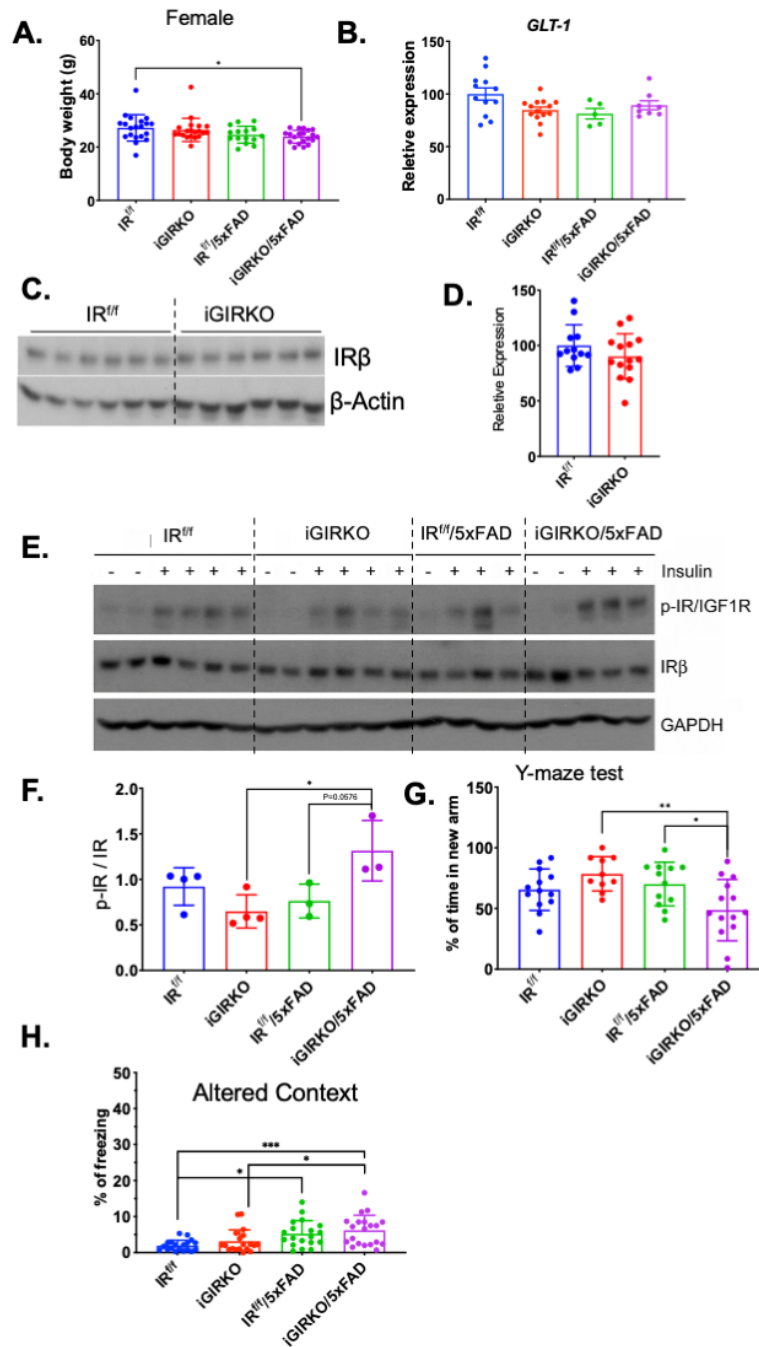 A.
Female
Body weight (g)
60
40
20
0
*
IRf/f
iGIRKO
IRf/f/5xFAD
iGIRKO/5xFAD
B.
GLT-1
Reletive expression
150
100
50
0
IRf/f
iGIRKO
IRf/f/5xFAD
iGIRKO/5xFAD
C.
IRf/f iGIRKO
IRβ
β-Actin
D.
Reletive Expression
150
100
50
0
IRf/f
iGIRKO
E.
IRf/f iGIRKO IRf/f/5xFAD iGIRKO/5xFAD
- - + + + + - - + + + + - + + + - - + + + Insulin
p-IR/IGF1R
IRβ
GAPDH
F.
p-IR / IR
2.0
1.5
1.0
0.5
0.0
*
P=0.0576
IRf/f
iGIRKO
IRf/f/5xFAD
iGIRKO/5xFAD
G.
Y-maze test
% of time in new arm
150
100
50
0
**
*
IRf/f
iGIRKO
IRf/f/5xFAD
iGIRKO/5xFAD
H.
Altered Context
% of freezing
50
40
30
20
10
0
***
*
*
IRf/f
iGIRKO
IRf/f/5xFAD
iGIRKO/5xFAD